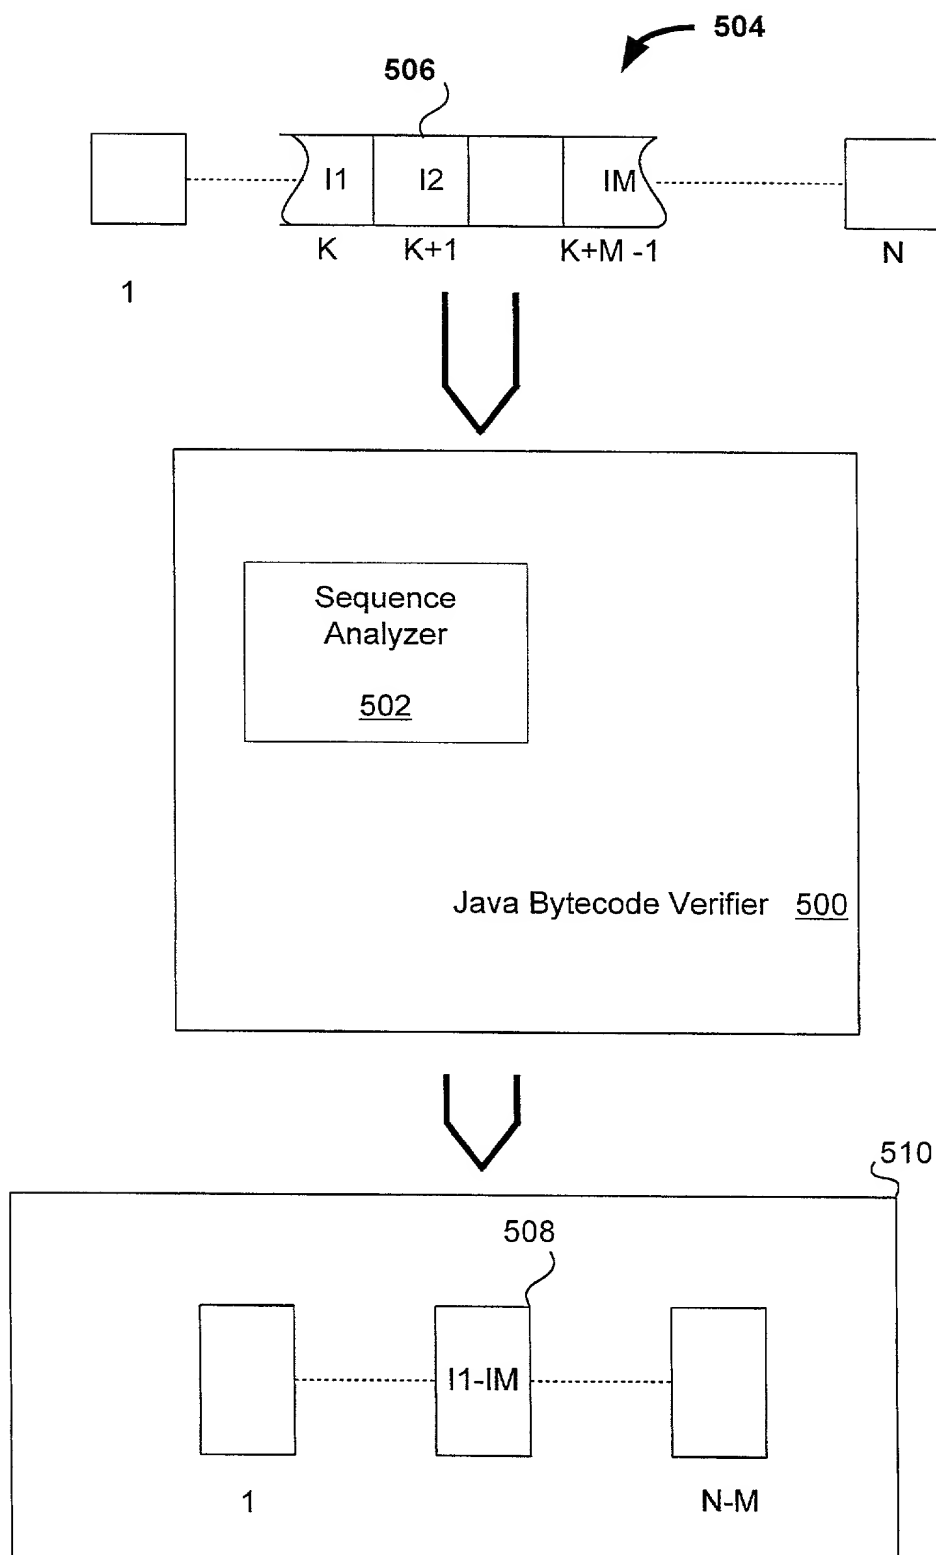 504
506
I1 I2 IM
K K+1 K+M -1 N
1
Sequence
Analyzer
502
Java Bytecode Verifier 500
510
508
I1-IM
1 N-M